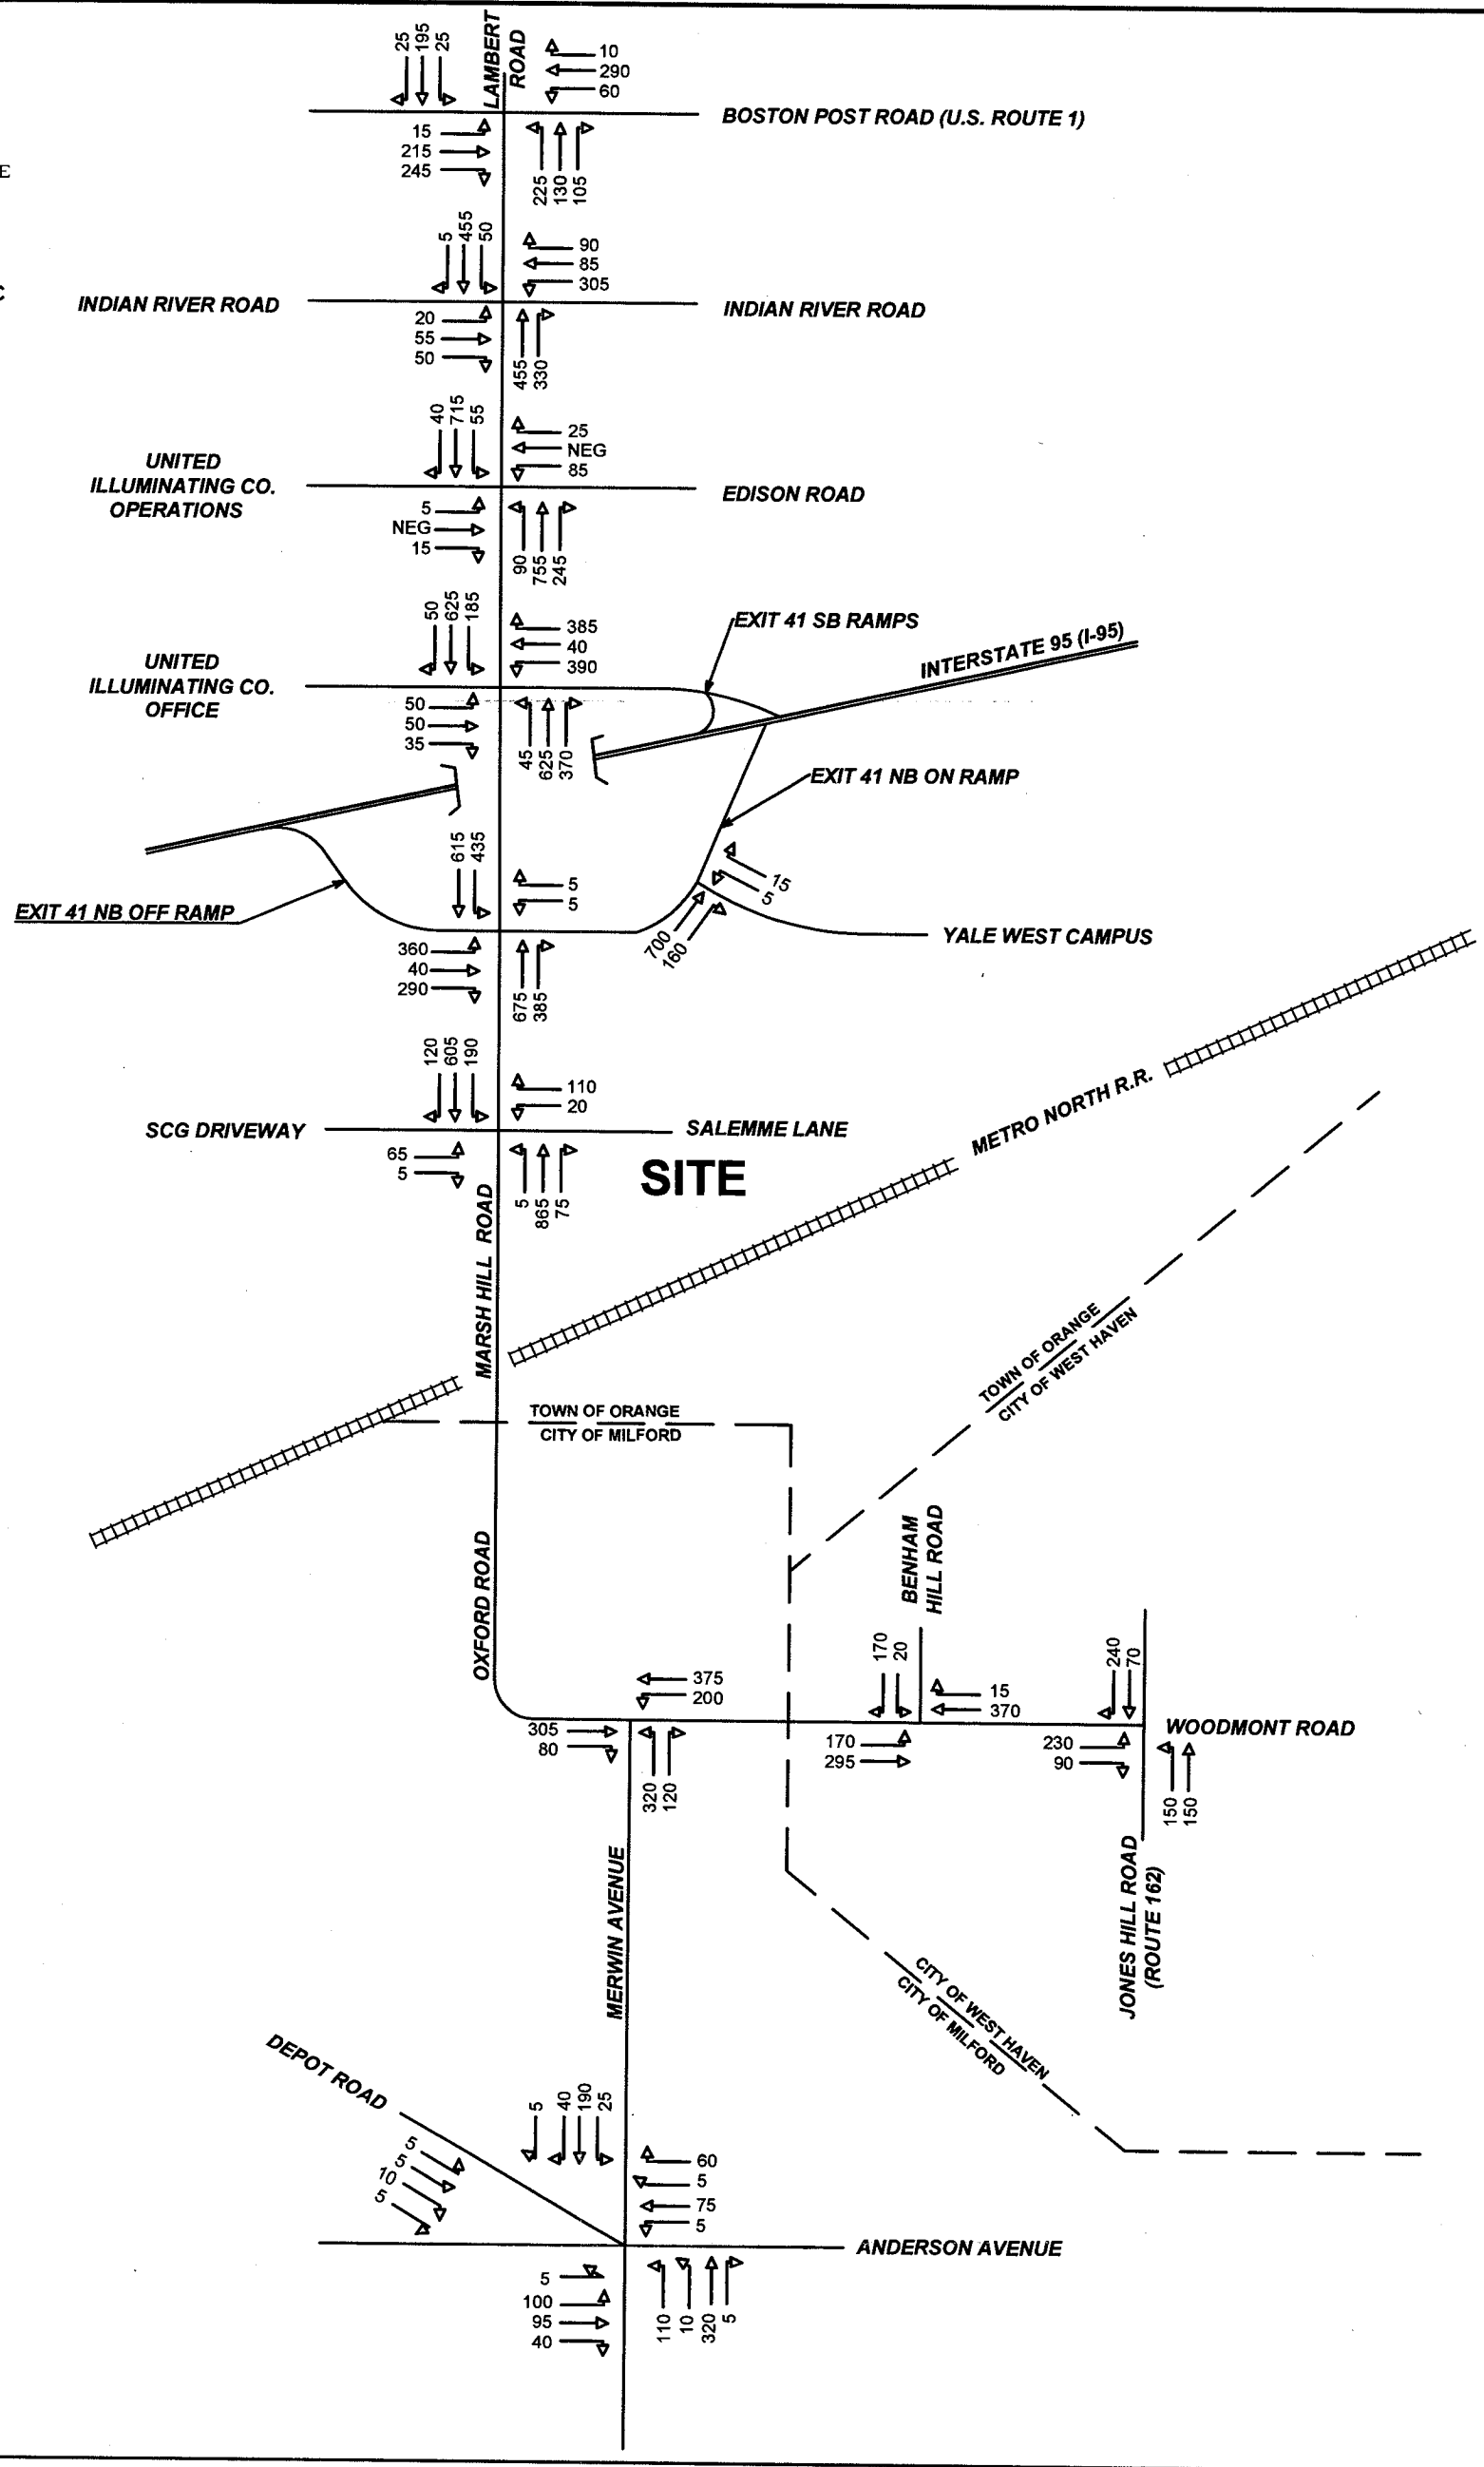 25
195
25
LAMBERT
ROAD
10
290
60
BOSTON POST ROAD (U.S. ROUTE 1)
15
215
245
225
130
105
E
5
455
50
90
85
305
C
INDIAN RIVER ROAD
INDIAN RIVER ROAD
20
55
50
455
330
40
715
55
25
NEG
85
UNITED
ILLUMINATING CO.
OPERATIONS
EDISON ROAD
5
NEG
15
90
755
245
50
625
185
385
40
390
EXIT 41 SB RAMPS
INTERSTATE 95 (I-95)
UNITED
ILLUMINATING CO.
OFFICE
50
50
35
45
625
370
EXIT 41 NB ON RAMP
615
435
5
5
15
5
EXIT 41 NB OFF RAMP
700
160
YALE WEST CAMPUS
360
40
290
675
385
120
605
190
110
20
METRO NORTH R.R.
SCG DRIVEWAY
SALEMME LANE
65
5
5
865
75
SITE
MARSH HILL ROAD
TOWN OF ORANGE
CITY OF WEST HAVEN
TOWN OF ORANGE
CITY OF MILFORD
OXFORD ROAD
BENHAM
HILL ROAD
375
200
170
20
15
370
240
70
WOODMONT ROAD
305
80
320
120
170
295
230
90
150
150
MERWIN AVENUE
JONES HILL ROAD
(ROUTE 162)
CITY OF WEST HAVEN
CITY OF MILFORD
DEPOT ROAD
5
40
190
25
5
5
10
5
60
5
75
5
ANDERSON AVENUE
5
100
95
40
110
10
320
5